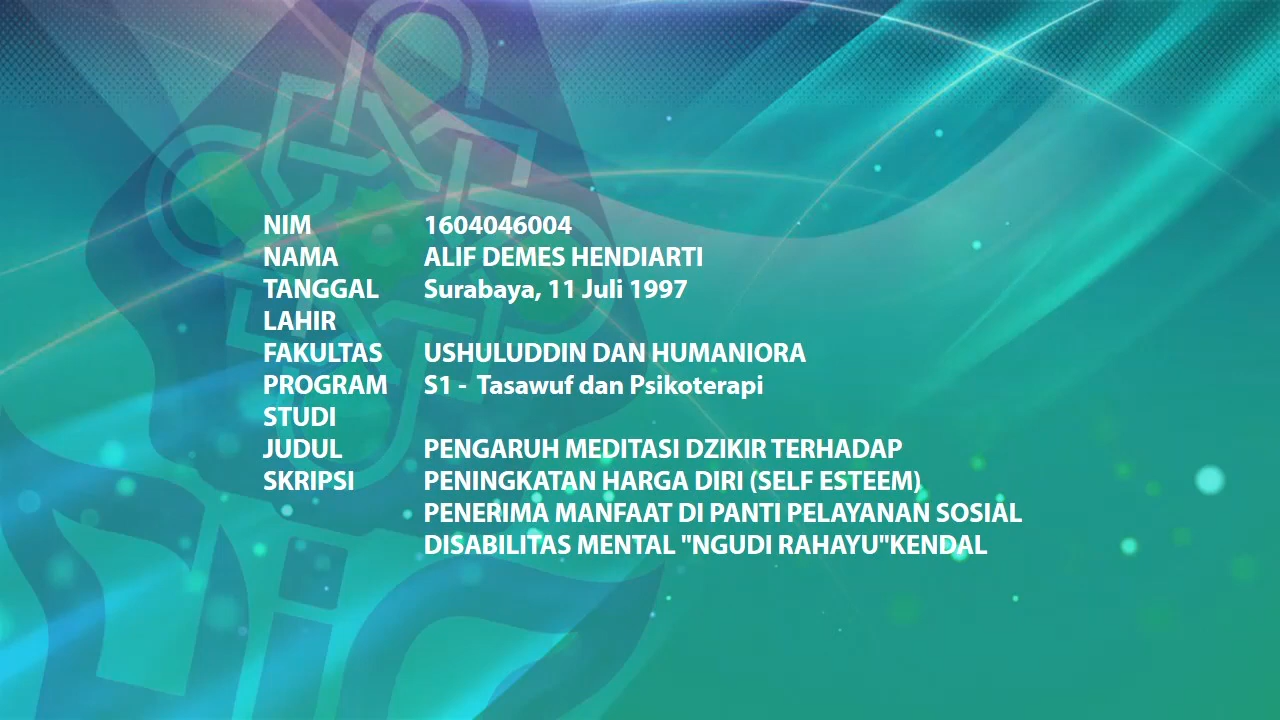 NIM 1604046004
NAMA ALIF DEMES HENDIARTI
TANGGAL Surabaya, 11 Juli 1997
LAHIR
FAKULTAS USHULUDDIN DAN HUMANIORA
PROGRAM S1 - Tasawuf dan Psikoterapi
STUDI
JUDUL PENGARUH MEDITASI DZIKIR TERHADAP
SKRIPSI PENINGKATAN HARGA DIRI (SELF ESTEEM)
PENERIMA MANFAAT DI PANTI PELAYANAN SOSIAL
DISABILITAS MENTAL "NGUDI RAHAYU"KENDAL